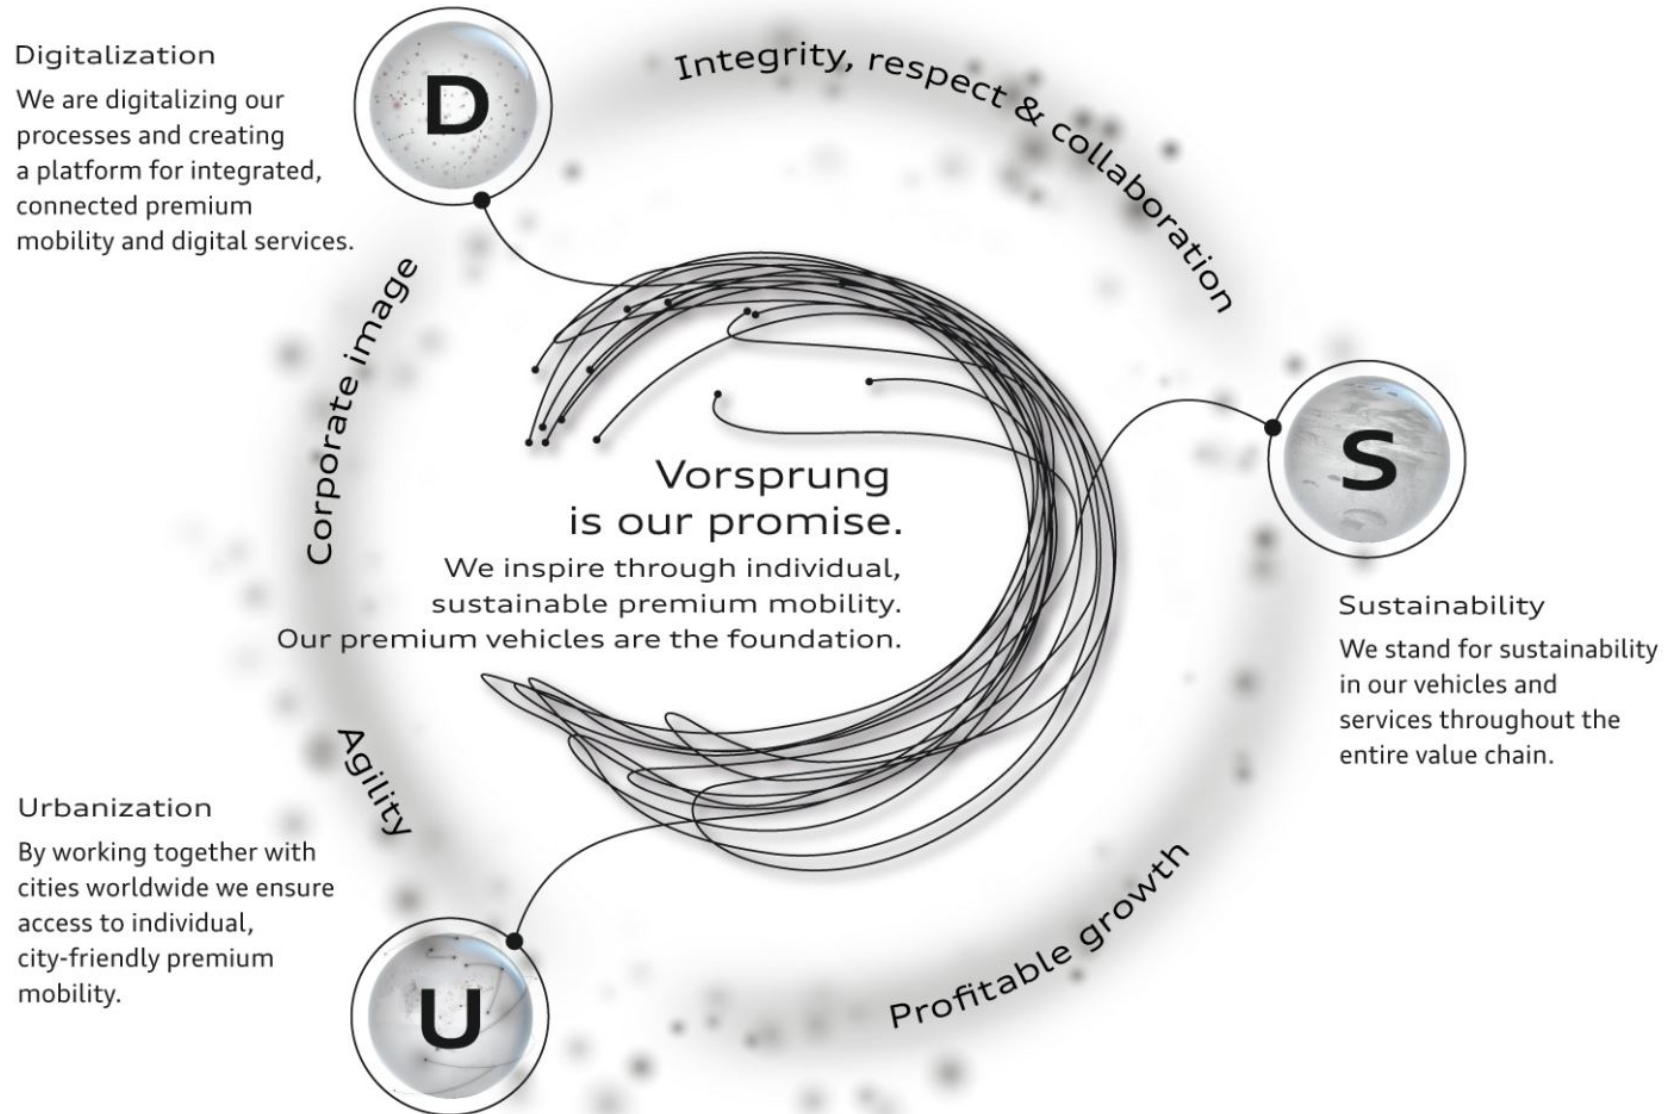 Digitalization
We are digitalizing our
processes and creating
a platform for integrated,
connected premium
mobility and digital services.
D
Integrity, respect & collaboration
Corporate image
Vorsprung
is our promise.
We inspire through individual,
sustainable premium mobility.
Our premium vehicles are the foundation.
S
Sustainability
We stand for sustainability
in our vehicles and
services throughout the
entire value chain.
Agility
Urbanization
By working together with
cities worldwide we ensure
access to individual,
city-friendly premium
mobility.
U
Profitable growth